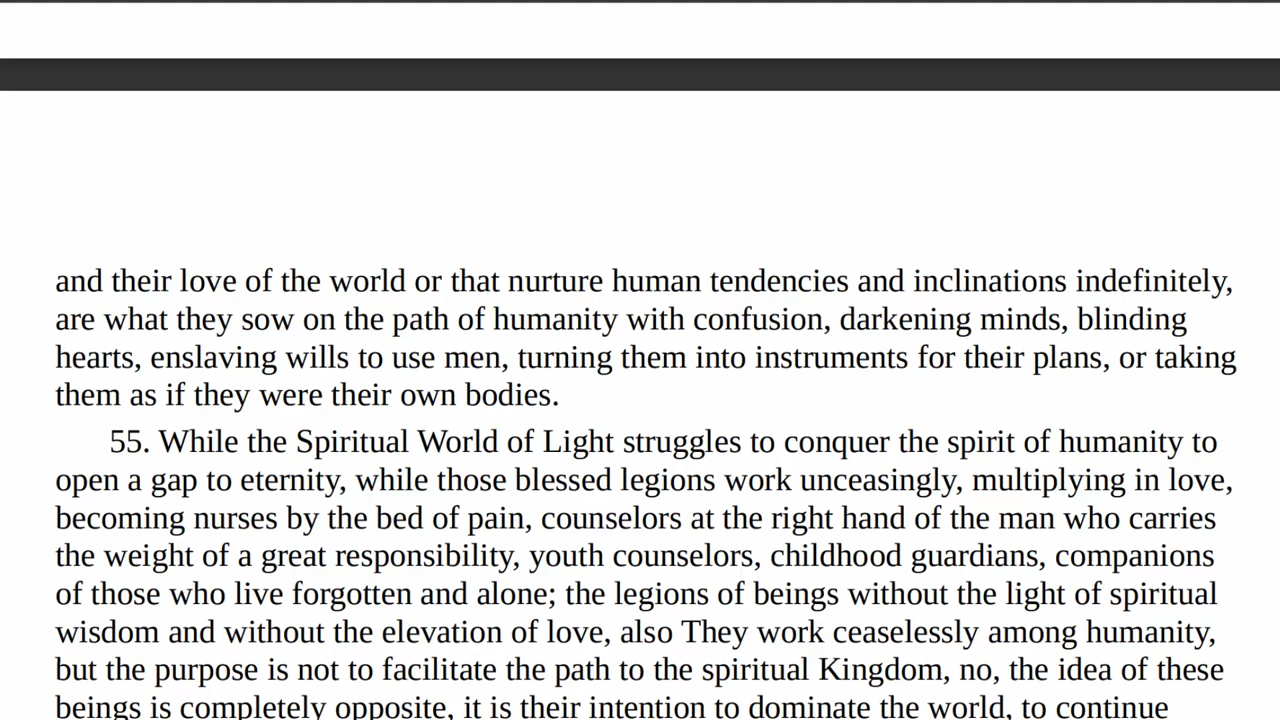 and their love of the world or that nurture human tendencies and inclinations indefinitely,
are what they sow on the path of humanity with confusion, darkening minds, blinding
hearts, enslaving wills to use men, turning them into instruments for their plans, or taking
them as if they were their own bodies.
55. While the Spiritual World of Light struggles to conquer the spirit of humanity to
open a gap to eternity, while those blessed legions work unceasingly, multiplying in love,
becoming nurses by the bed of pain, counselors at the right hand of the man who carries
the weight of a great responsibility, youth counselors, childhood guardians, companions
of those who live forgotten and alone; the legions of beings without the light of spiritual
wisdom and without the elevation of love, also They work ceaselessly among humanity,
but the purpose is not to facilitate the path to the spiritual Kingdom, no, the idea of these
beings is completely opposite, it is their intention to dominate the world, to continue